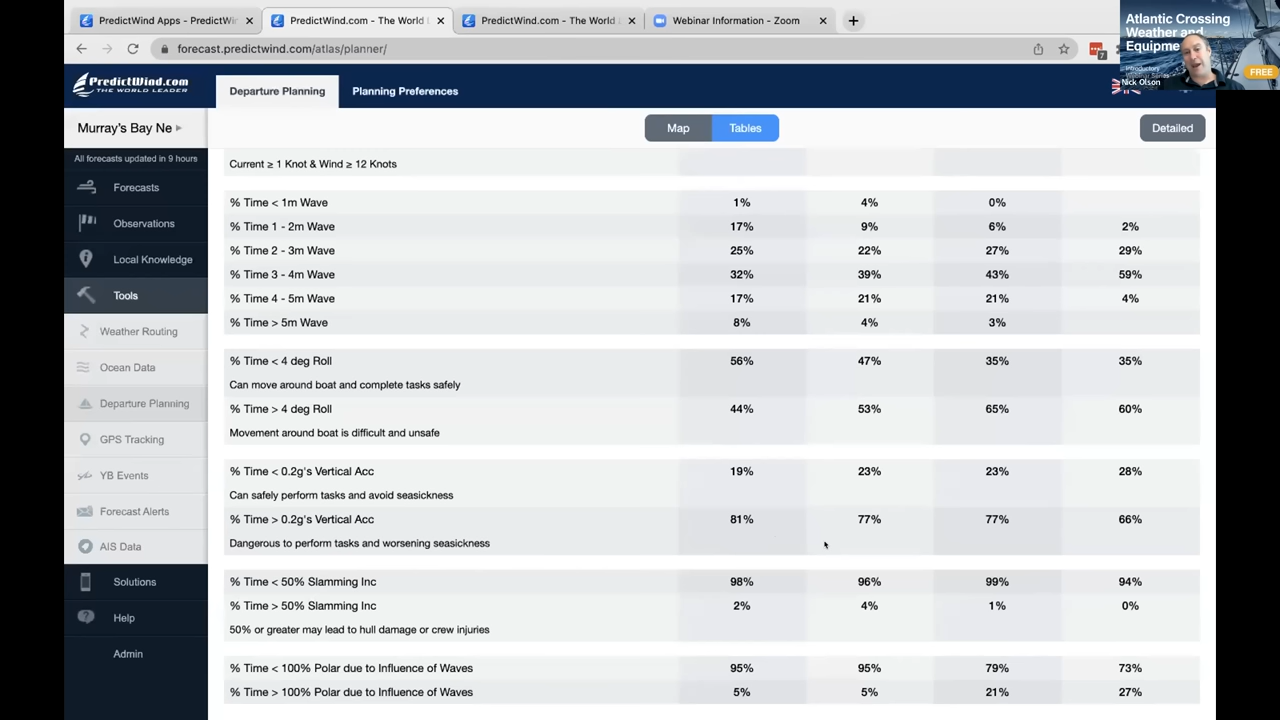 PredictWind Apps - PredictWi
PredictWind.com - The World L
PredictWind.com - The World
Webinar Information - Zoom
forecast.predictwind.com/atlas/planner/
7
Atlantic Crossing
Weather and
Equipme
Introductory
Webinar
FREE
Nick Olson
PredictWind.com
THE WORLD LEADER
Departure Planning
Planning Preferences
Murray's Bay Ne
Map
Tables
Detailed
All forecasts updated in 9 hours
Forecasts
Observations
Local Knowledge
Tools
Weather Routing
Ocean Data
Departure Planning
GPS Tracking
YB Events
Forecast Alerts
AIS Data
Solutions
Help
Admin
Current ≥ 1 Knot & Wind ≥ 12 Knots
% Time < 1m Wave 1% 4% 0%
% Time 1 - 2m Wave 17% 9% 6% 2%
% Time 2 - 3m Wave 25% 22% 27% 29%
% Time 3 - 4m Wave 32% 39% 43% 59%
% Time 4 - 5m Wave 17% 21% 21% 4%
% Time > 5m Wave 8% 4% 3%
% Time < 4 deg Roll 56% 47% 35% 35%
Can move around boat and complete tasks safely
% Time > 4 deg Roll 44% 53% 65% 60%
Movement around boat is difficult and unsafe
% Time < 0.2g's Vertical Acc 19% 23% 23% 28%
Can safely perform tasks and avoid seasickness
% Time > 0.2g's Vertical Acc 81% 77% 77% 66%
Dangerous to perform tasks and worsening seasickness
% Time < 50% Slamming Inc 98% 96% 99% 94%
% Time > 50% Slamming Inc 2% 4% 1% 0%
50% or greater may lead to hull damage or crew injuries
% Time < 100% Polar due to Influence of Waves 95% 95% 79% 73%
% Time > 100% Polar due to Influence of Waves 5% 5% 21% 27%